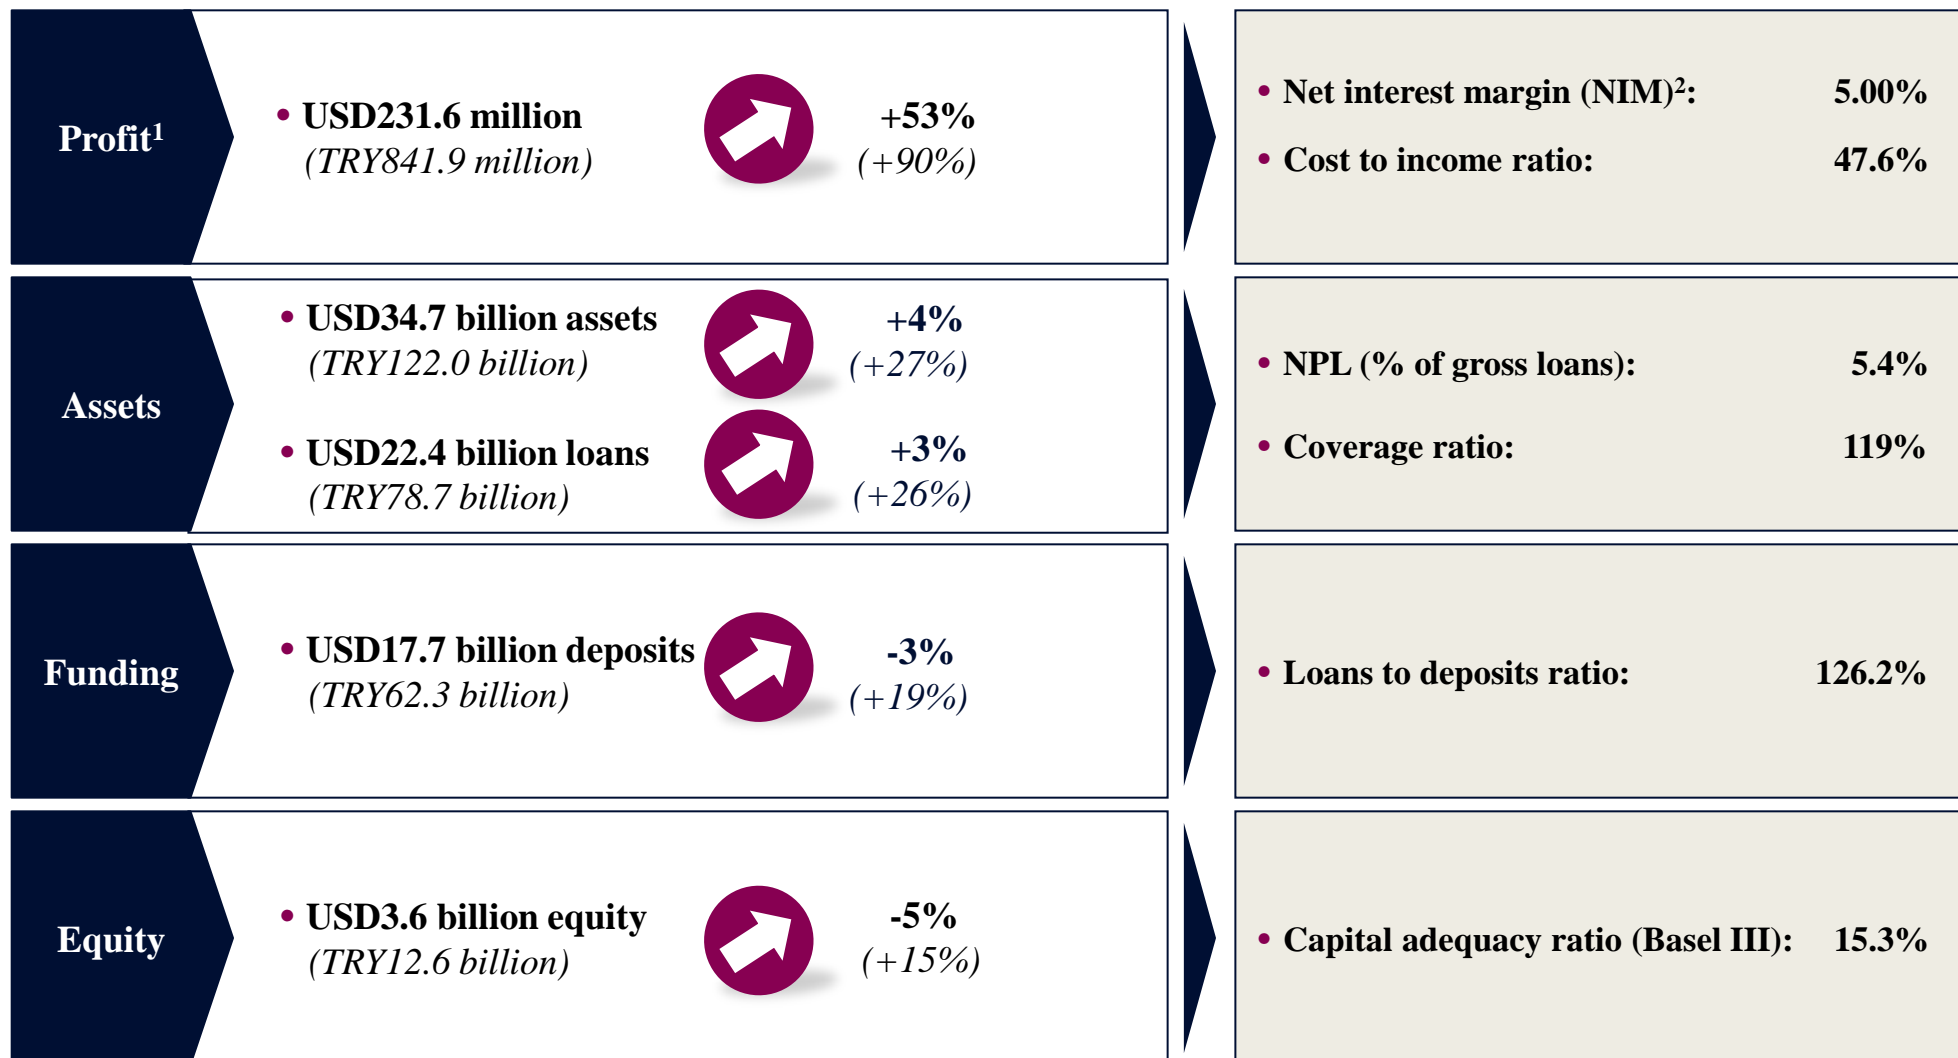 Profit¹
• USD231.6 million
(TRY841.9 million)
+53%
(+90%)
• Net interest margin (NIM)²: 5.00%
• Cost to income ratio: 47.6%
Assets
• USD34.7 billion assets
(TRY122.0 billion)
+4%
(+27%)
• USD22.4 billion loans
(TRY78.7 billion)
+3%
(+26%)
• NPL (% of gross loans): 5.4%
• Coverage ratio: 119%
Funding
• USD17.7 billion deposits
(TRY62.3 billion)
-3%
(+19%)
• Loans to deposits ratio: 126.2%
Equity
• USD3.6 billion equity
(TRY12.6 billion)
-5%
(+15%)
• Capital adequacy ratio (Basel III): 15.3%